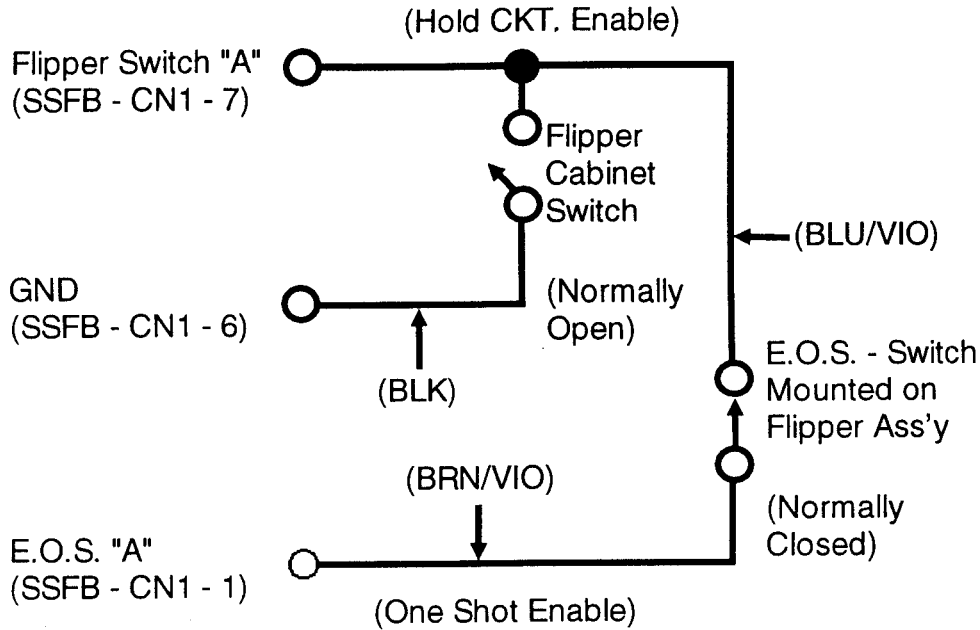 (Hold CKT. Enable)
Flipper Switch "A"
(SSFB - CN1 - 7)
Flipper
Cabinet
Switch
(BLU/VIO)
GND
(SSFB - CN1 - 6)
(Normally
Open)
(BLK)
E.O.S. - Switch
Mounted on
Flipper Ass'y
(BRN/VIO)
(Normally
Closed)
E.O.S. "A"
(SSFB - CN1 - 1)
(One Shot Enable)